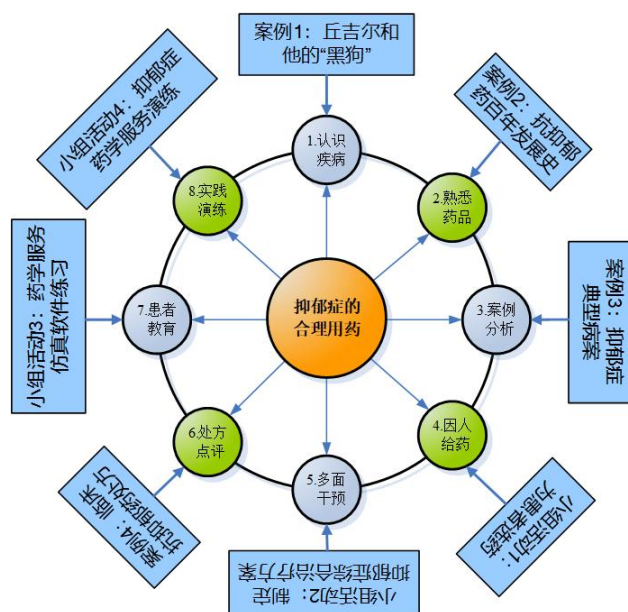 案例1：丘吉尔和
他的“黑狗”
案例2：抗抑郁
药百年发展史
案例3：抑郁症
典型病案
小组活动1：
为患者选药
小组活动2：制定
抑郁症综合治疗方案
案例4：临床
抗抑郁药处方
小组活动3：药学服务
仿真软件练习
小组活动4：抑郁症
药学服务演练
1.认识
疾病
2.熟悉
药品
3.案例
分析
4.因人
给药
5.多面
干预
6.处方
点评
7.患者
教育
8.实践
演练
抑郁症的
合理用药